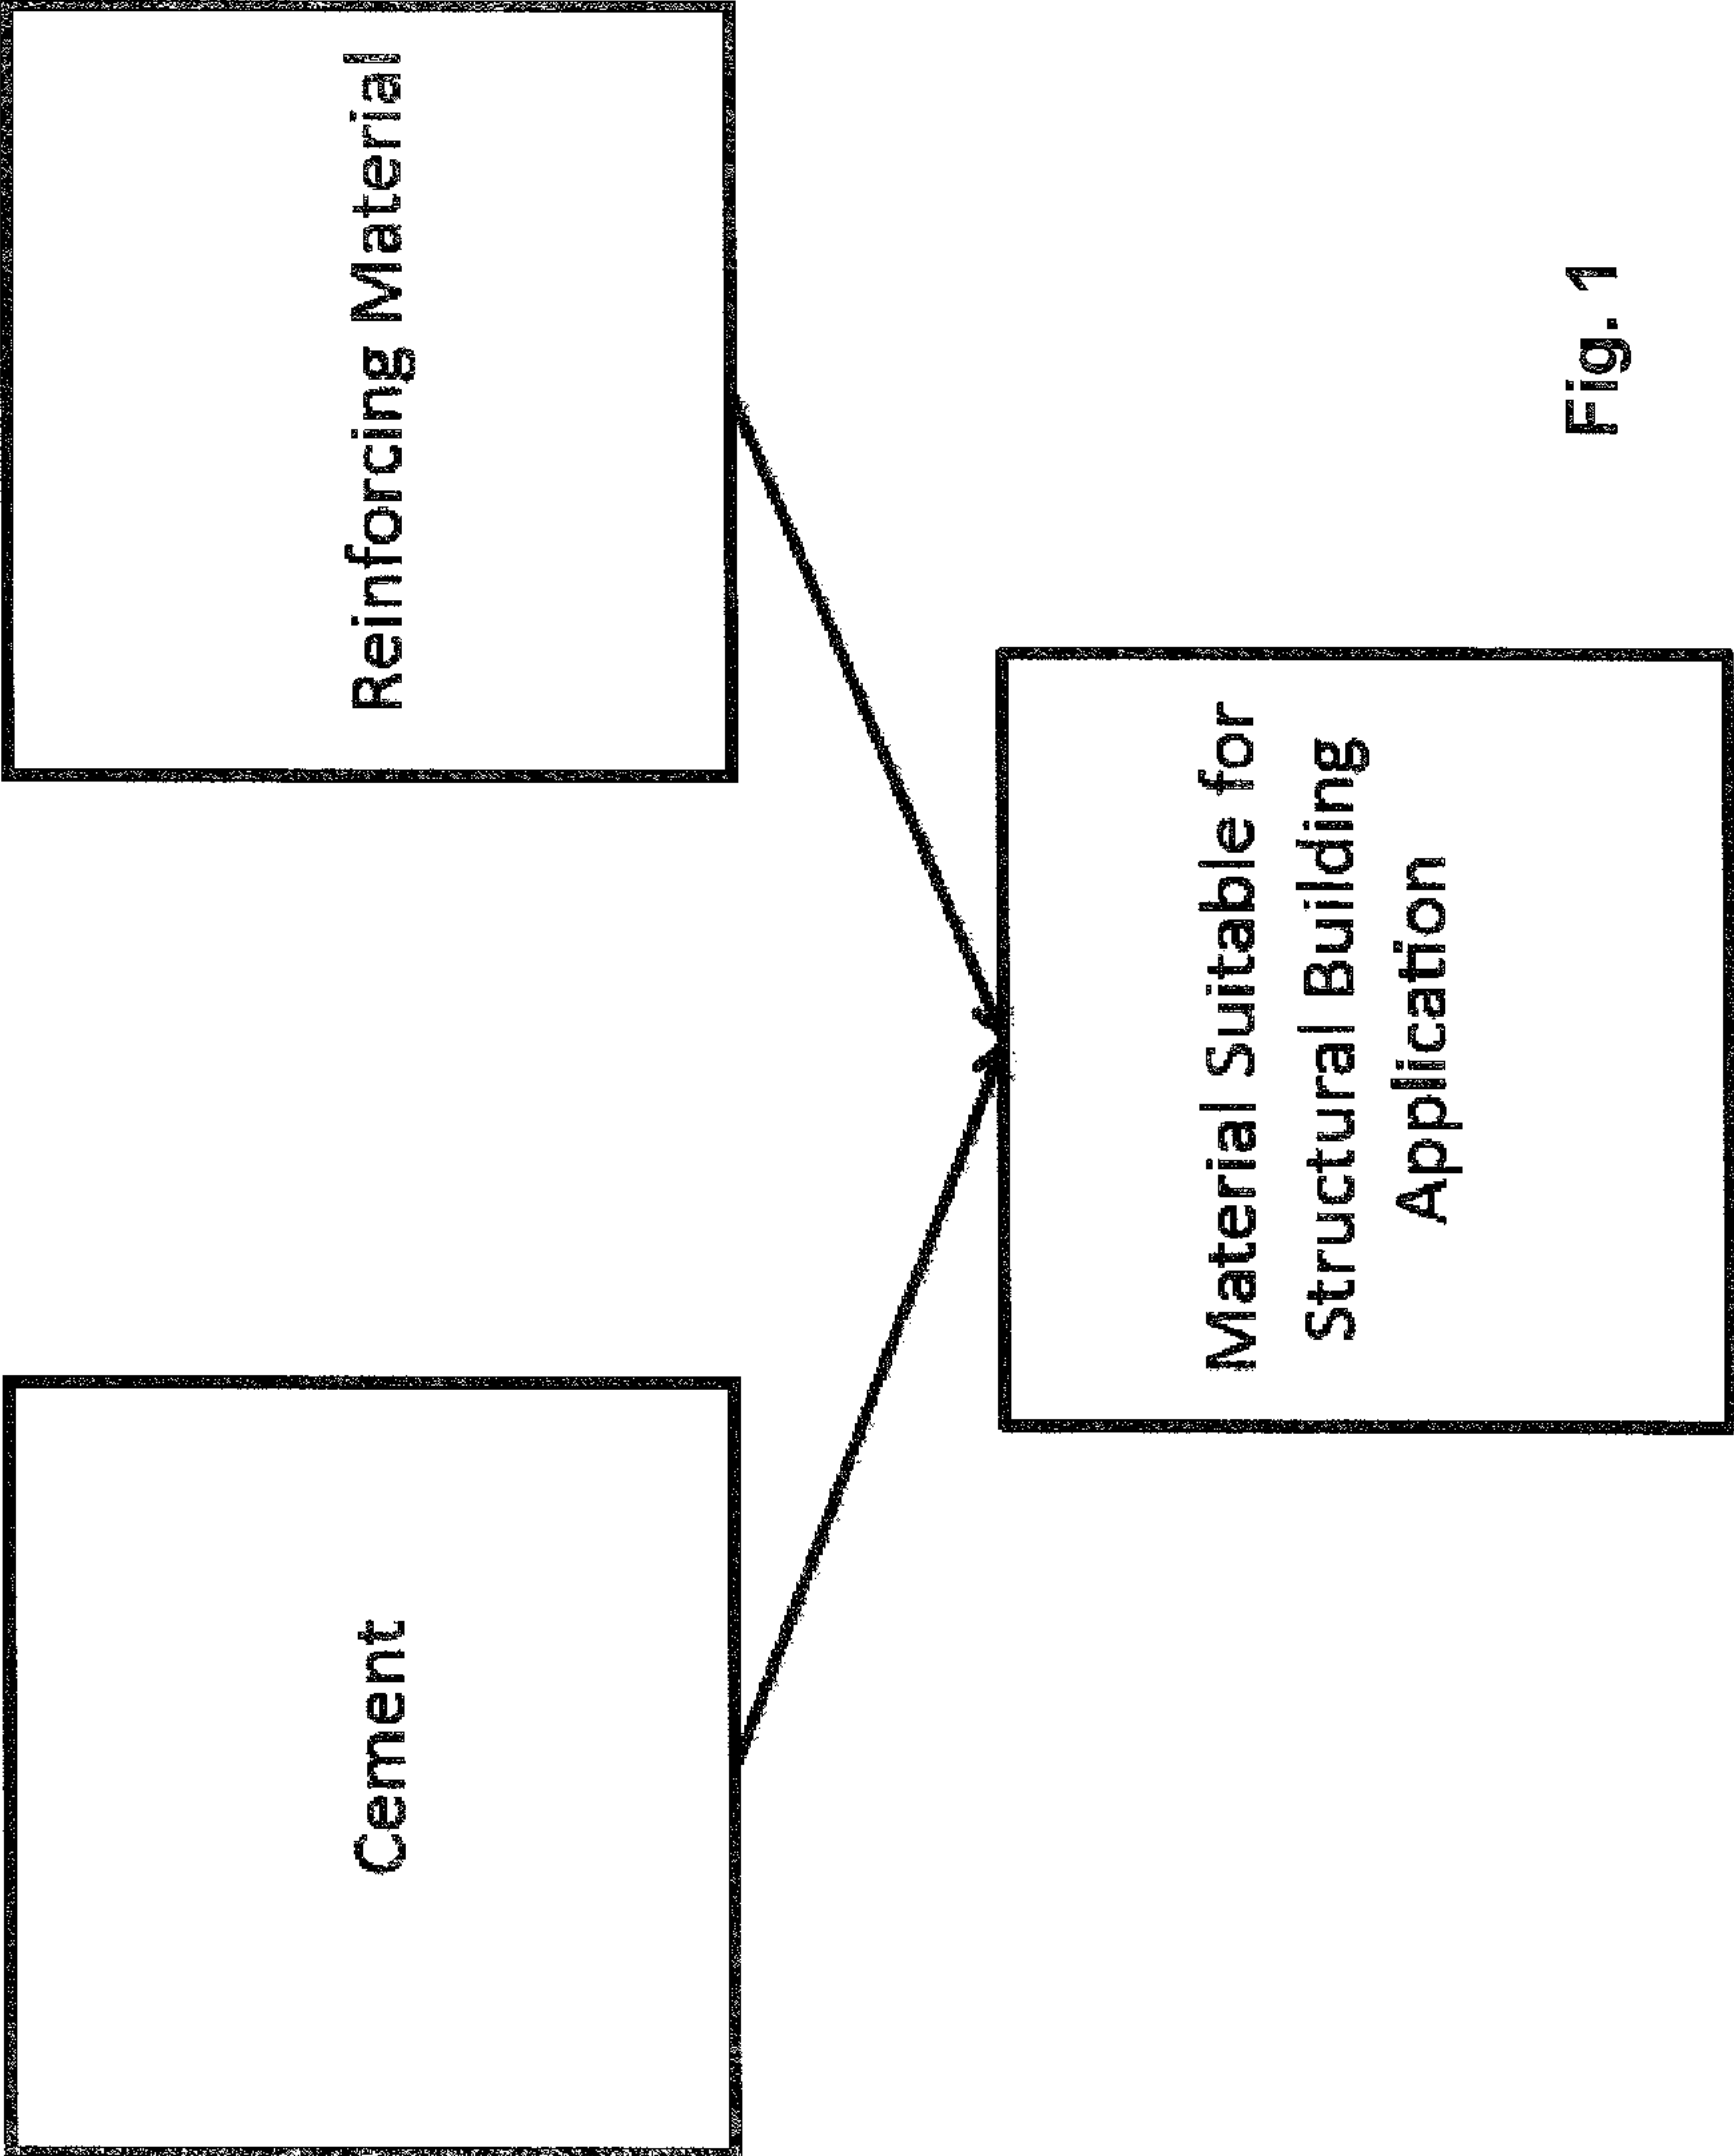 Cement
Reinforcing Material
Material Suitable for
Structural Building
Application
Fig. 1